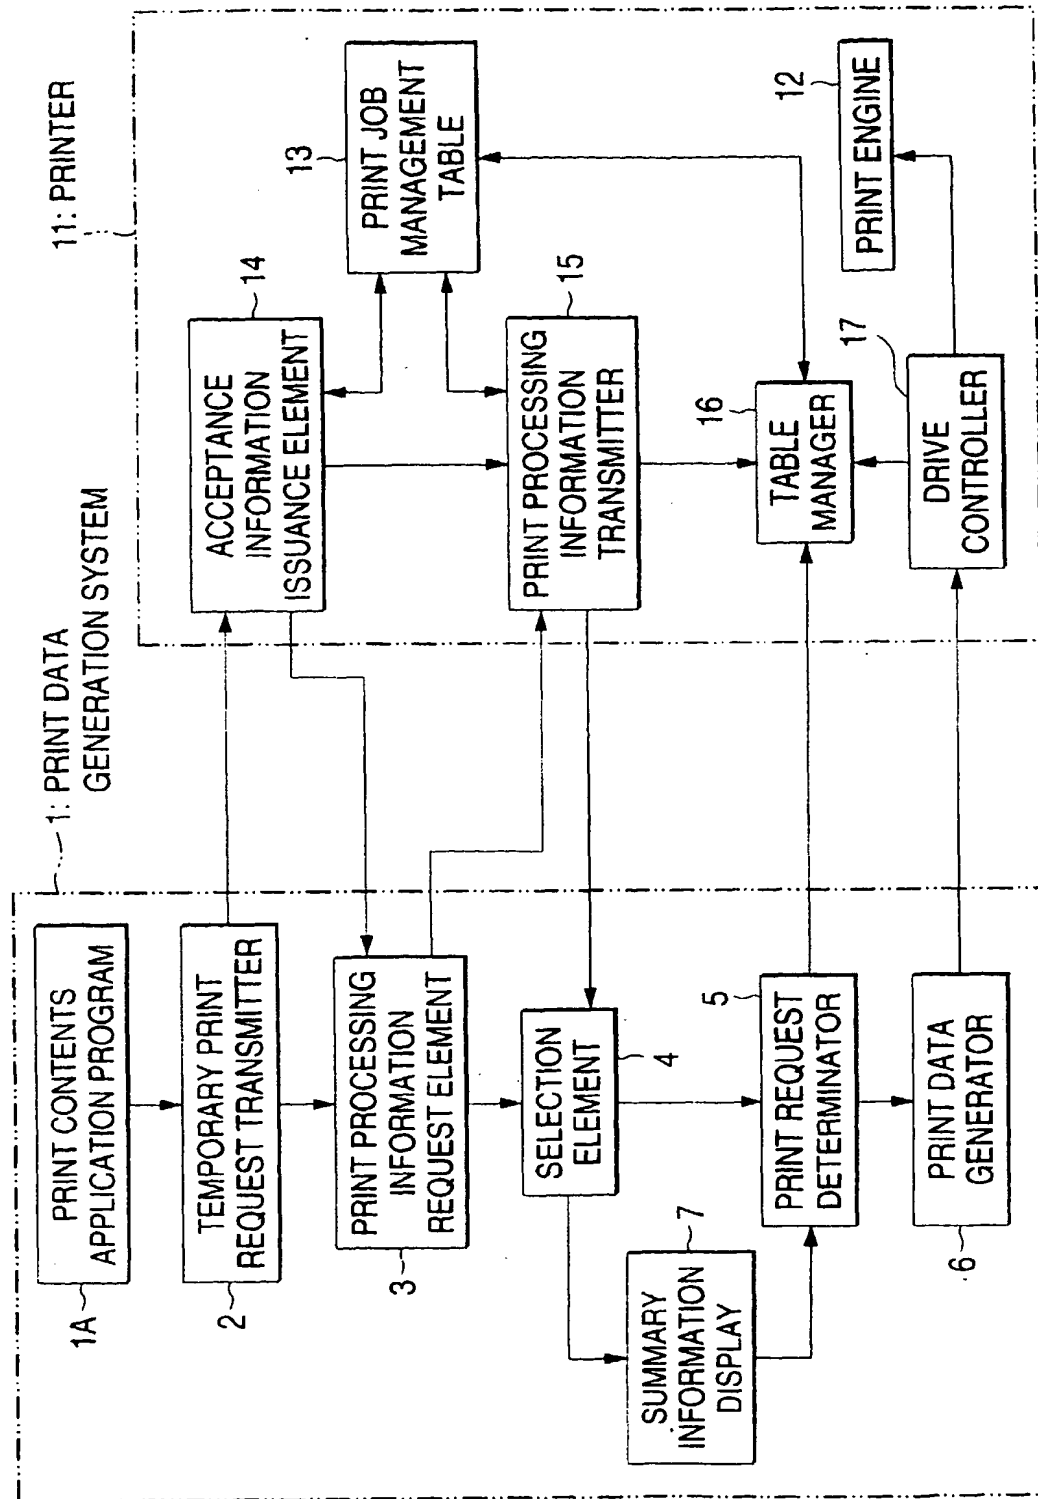 1: PRINT DATA
GENERATION SYSTEM
11: PRINTER
1A
PRINT CONTENTS
APPLICATION PROGRAM
2
TEMPORARY PRINT
REQUEST TRANSMITTER
3
PRINT PROCESSING
INFORMATION
REQUEST ELEMENT
SELECTION
ELEMENT
4
7
SUMMARY
INFORMATION
DISPLAY
5
PRINT REQUEST
DETERMINATOR
6
PRINT DATA
GENERATOR
14
ACCEPTANCE
INFORMATION
ISSUANCE ELEMENT
13
PRINT JOB
MANAGEMENT
TABLE
15
PRINT PROCESSING
INFORMATION
TRANSMITTER
16
TABLE
MANAGER
17
DRIVE
CONTROLLER
12
PRINT ENGINE